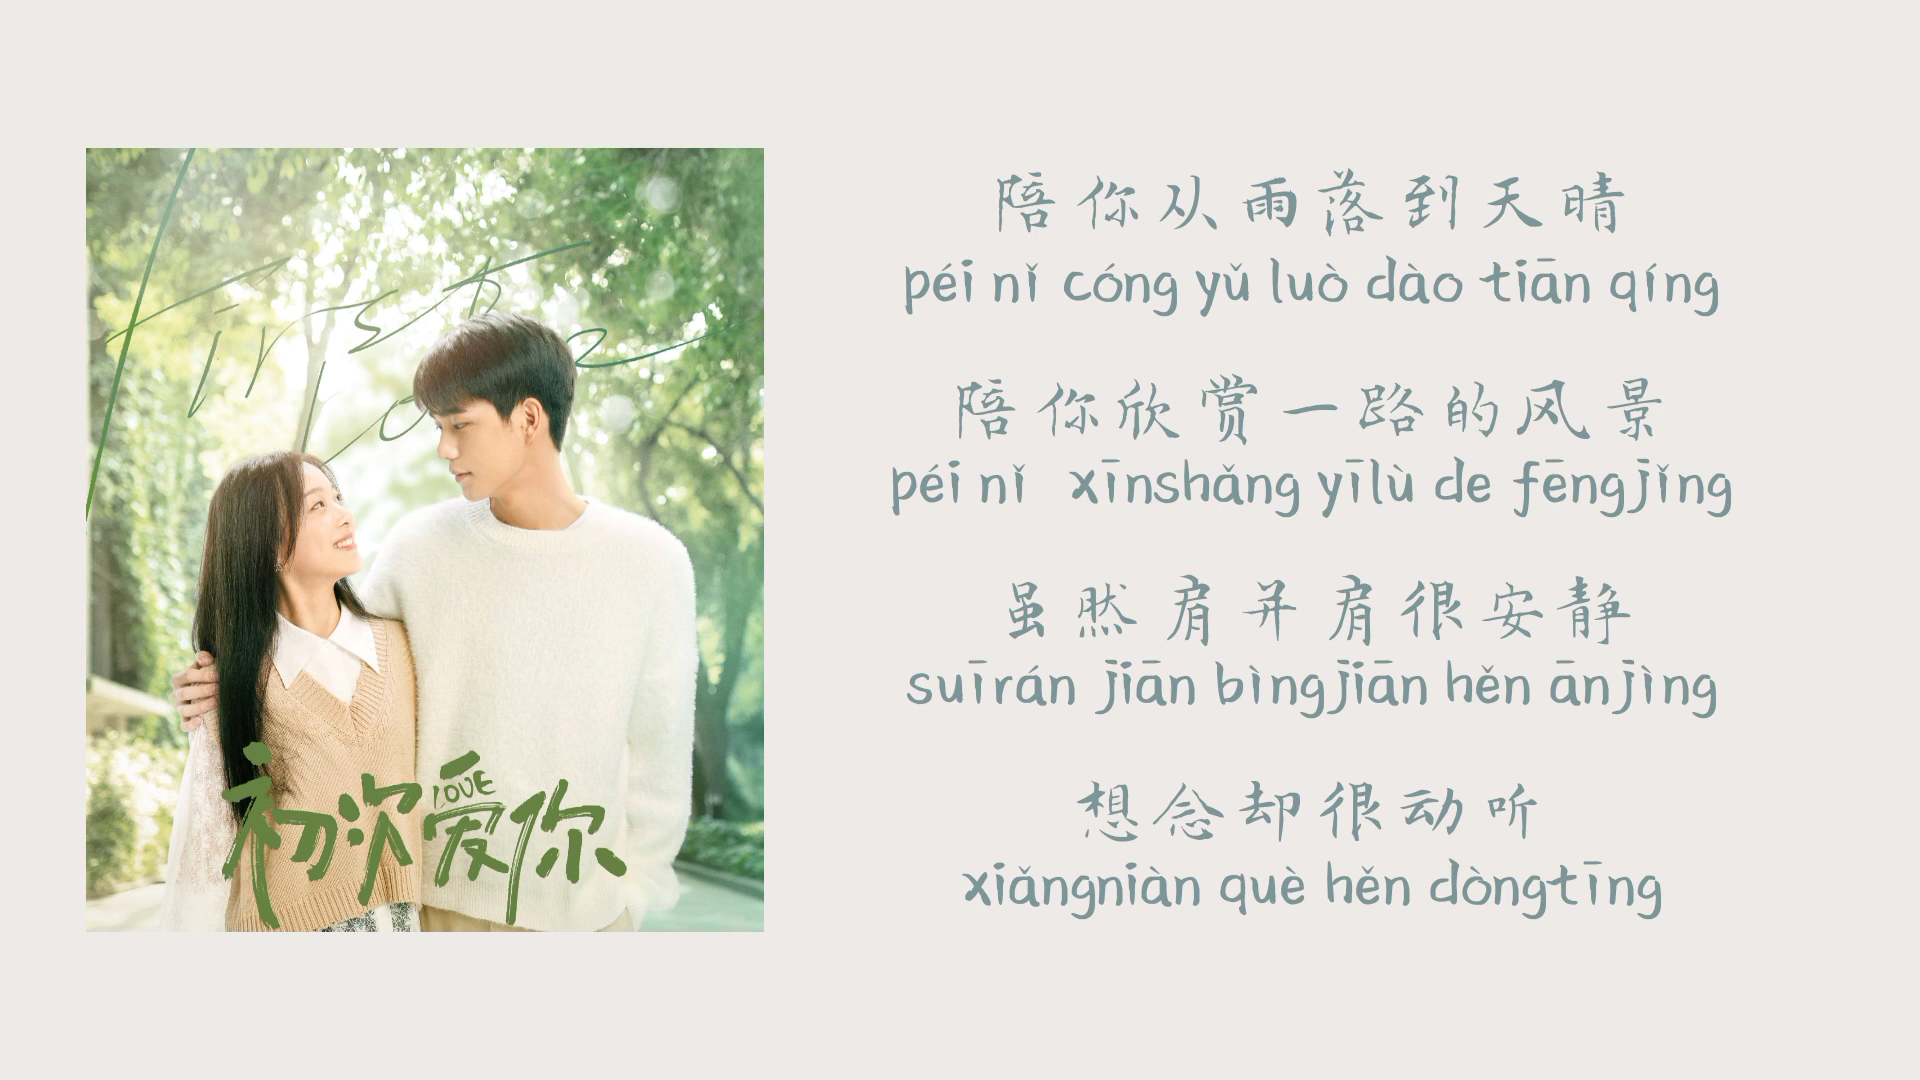 First
Love
初次爱你
LOVE
陪你从雨落到天晴
péi nǐ cóng yǔ luò dào tiān qíng
陪你欣赏一路的风景
péi nǐ xīnshǎng yīlù de fēngjǐng
虽然肩并肩很安静
suīrán jiān bìngjiān hěn ānjìng
想念却很动听
xiǎngniàn què hěn dòngtīng